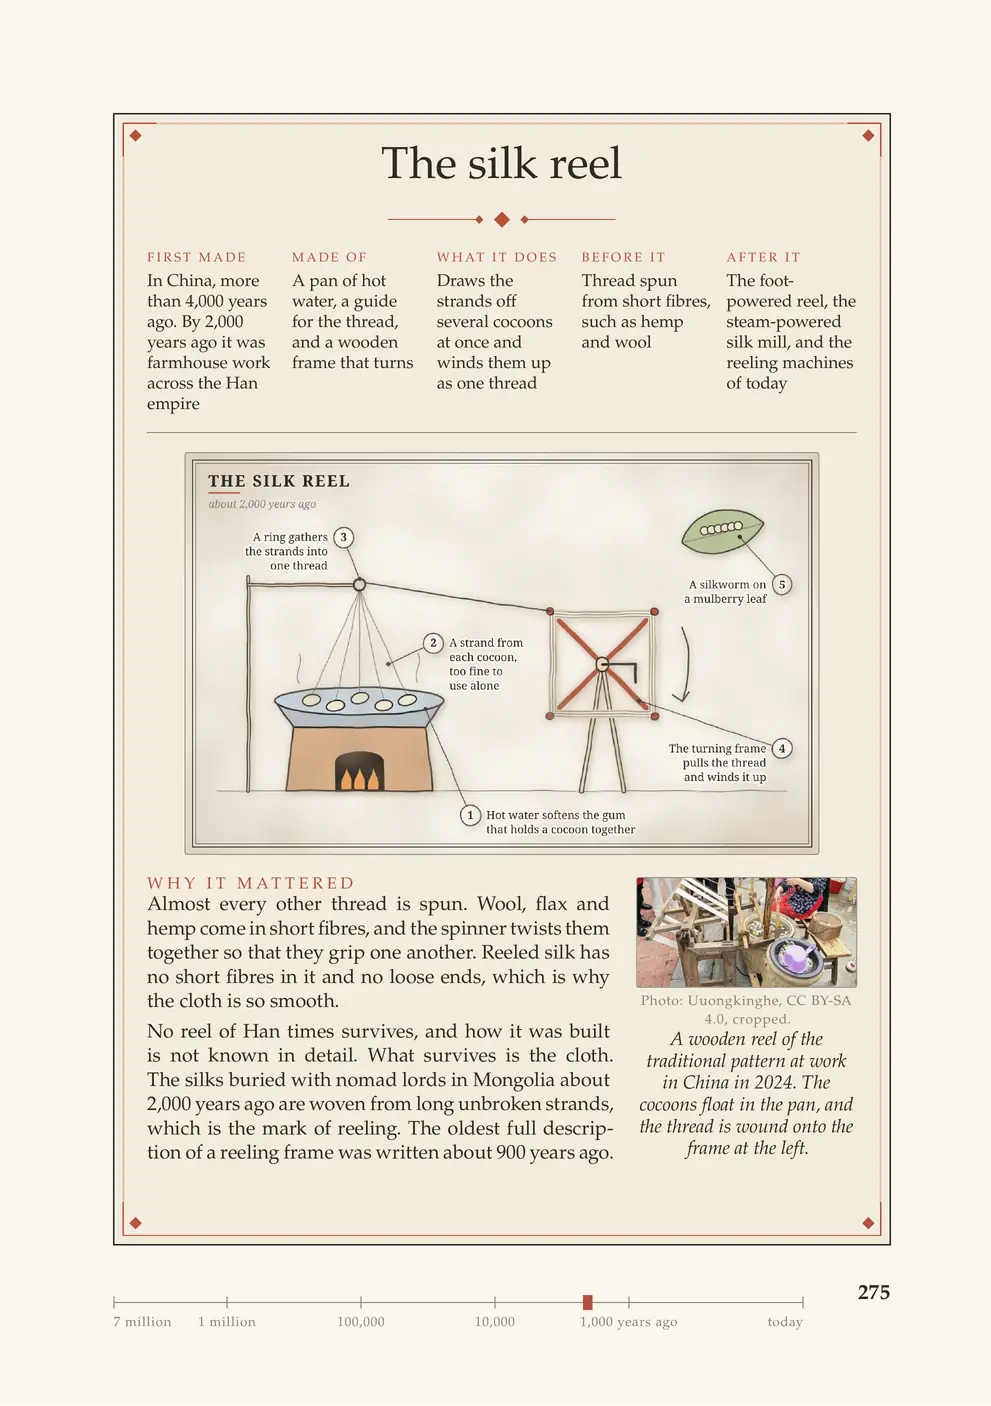 The silk reel
FIRST MADE
In China, more
than 4,000 years
ago. By 2,000
years ago it was
farmhouse work
across the Han
empire
MADE OF
A pan of hot
water, a guide
for the thread,
and a wooden
frame that turns
WHAT IT DOES
Draws the
strands off
several cocoons
at once and
winds them up
as one thread
BEFORE IT
Thread spun
from short fibres,
such as hemp
and wool
AFTER IT
The foot-
powered reel, the
steam-powered
silk mill, and the
reeling machines
of today
THE SILK REEL
about 2,000 years ago
A ring gathers
the strands into
one thread
3
2
A strand from
each cocoon,
too fine to
use alone
A silkworm on
a mulberry leaf
5
The turning frame
pulls the thread
and winds it up
4
1
Hot water softens the gum
that holds a cocoon together
WHY IT MATTERED
Almost every other thread is spun. Wool, flax and
hemp come in short fibres, and the spinner twists them
together so that they grip one another. Reeled silk has
no short fibres in it and no loose ends, which is why
the cloth is so smooth.
No reel of Han times survives, and how it was built
is not known in detail. What survives is the cloth.
The silks buried with nomad lords in Mongolia about
2,000 years ago are woven from long unbroken strands,
which is the mark of reeling. The oldest full descrip-
tion of a reeling frame was written about 900 years ago.
Photo: Uuongkinghe, CC BY-SA
4.0, cropped.
A wooden reel of the
traditional pattern at work
in China in 2024. The
cocoons float in the pan, and
the thread is wound onto the
frame at the left.
275
7 million
1 million
100,000
10,000
1,000 years ago
today